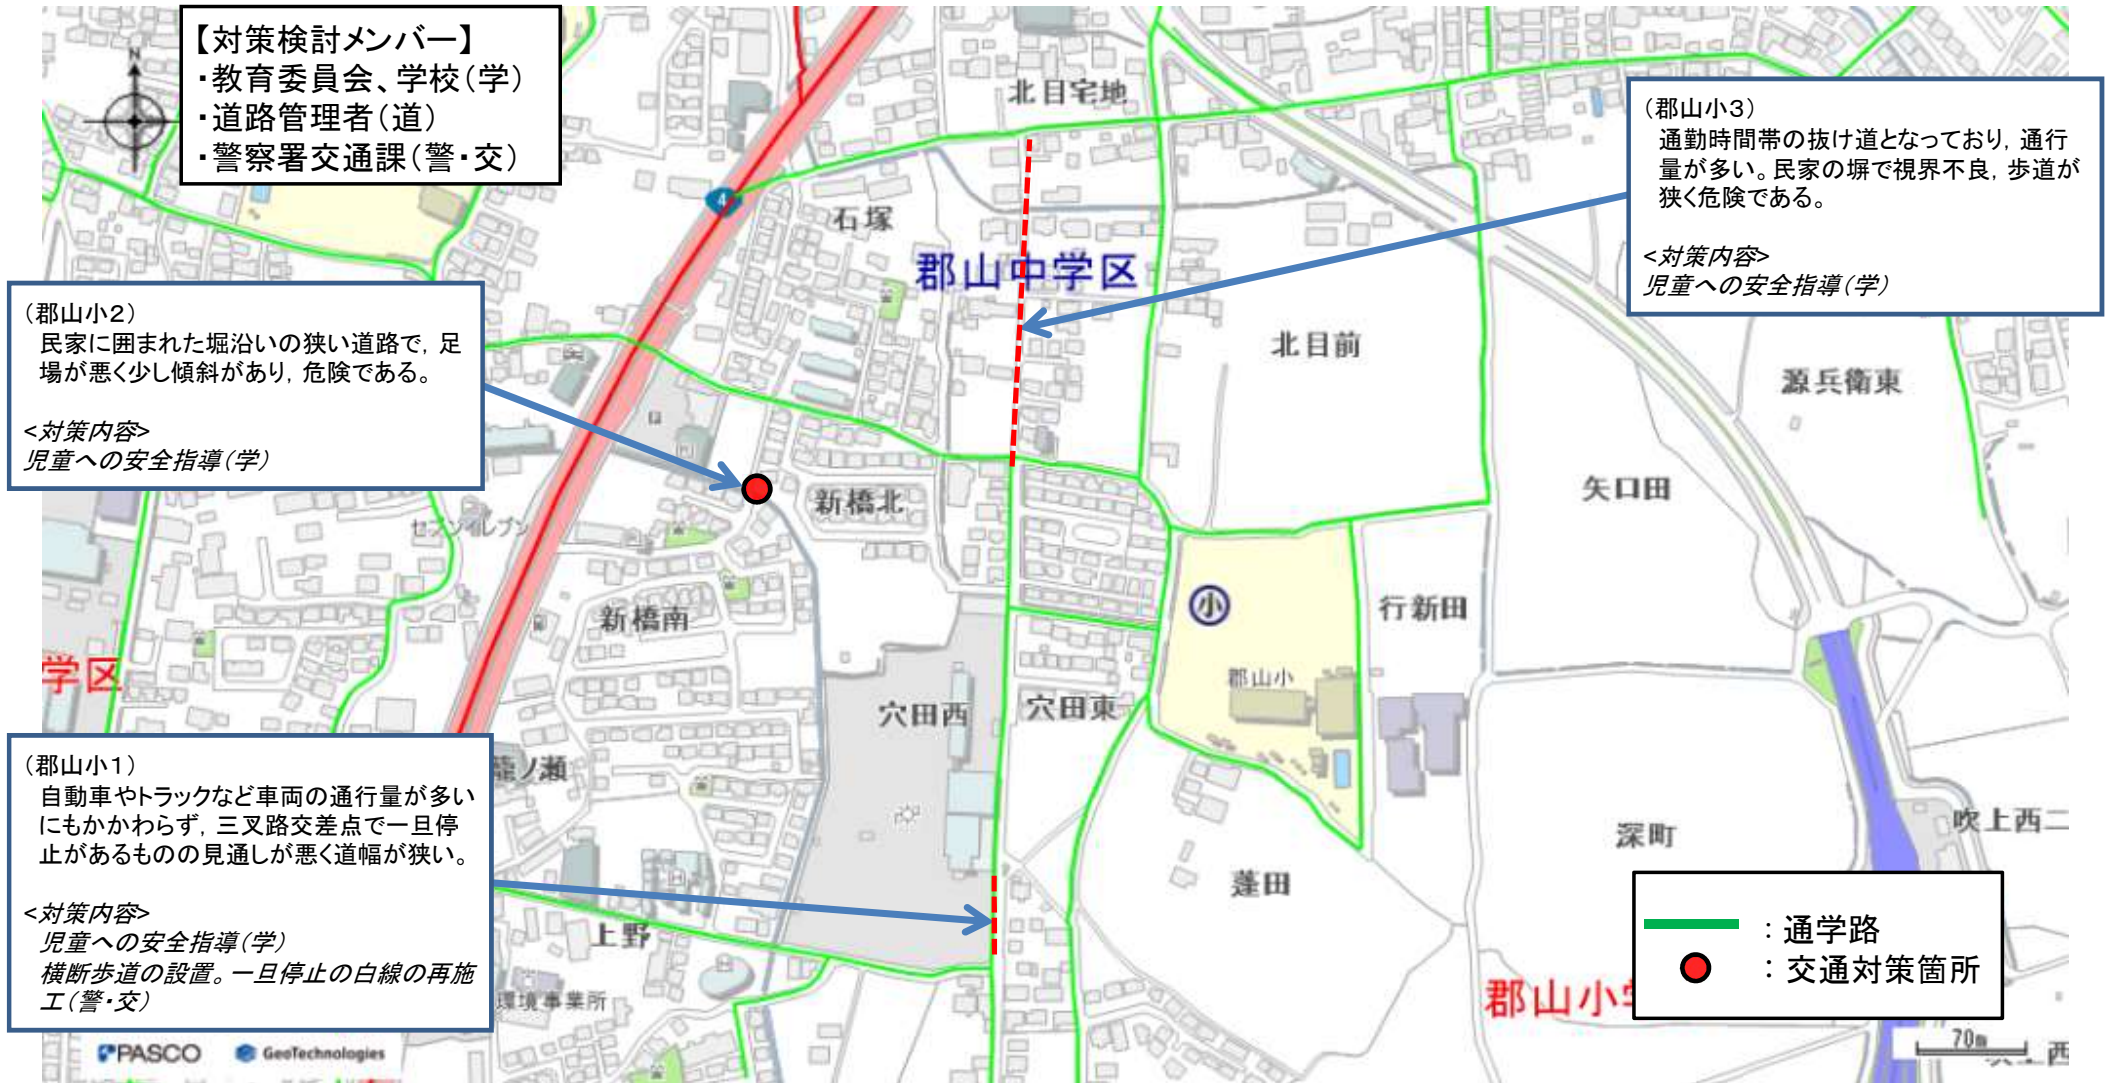 【対策検討メンバー】
・教育委員会、学校(学)
・道路管理者(道)
・警察署交通課(警・交)
N
北目宅地
(郡山小3)
通勤時間帯の抜け道となっており,通行
量が多い。民家の塀で視界不良,歩道が
狭く危険である。
<対策内容>
児童への安全指導(学)
4
石塚
郡山中学区
北目前
源兵衛東
(郡山小2)
民家に囲まれた堀沿いの狭い道路で,足
場が悪く少し傾斜があり,危険である。
<対策内容>
児童への安全指導(学)
矢口田
新橋北
セブンイレブン
小
行新田
新橋南
学区
郡山小
穴田西
穴田東
(郡山小1)
自動車やトラックなど車両の通行量が多い
にもかかわらず,三叉路交差点で一旦停
止があるものの見通しが悪く道幅が狭い。
<対策内容>
児童への安全指導(学)
横断歩道の設置。一旦停止の白線の再施
工(警・交)
龍ノ瀬
深町
吹上西二
蓬田
上野
:通学路
:交通対策箇所
環境事業所
郡山小
70m
PASCO
GeoTechnologies